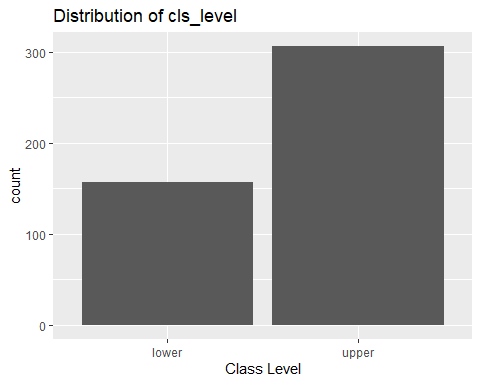 Distribution of cls_level
300
200
100
0
count
lower
upper
Class Level